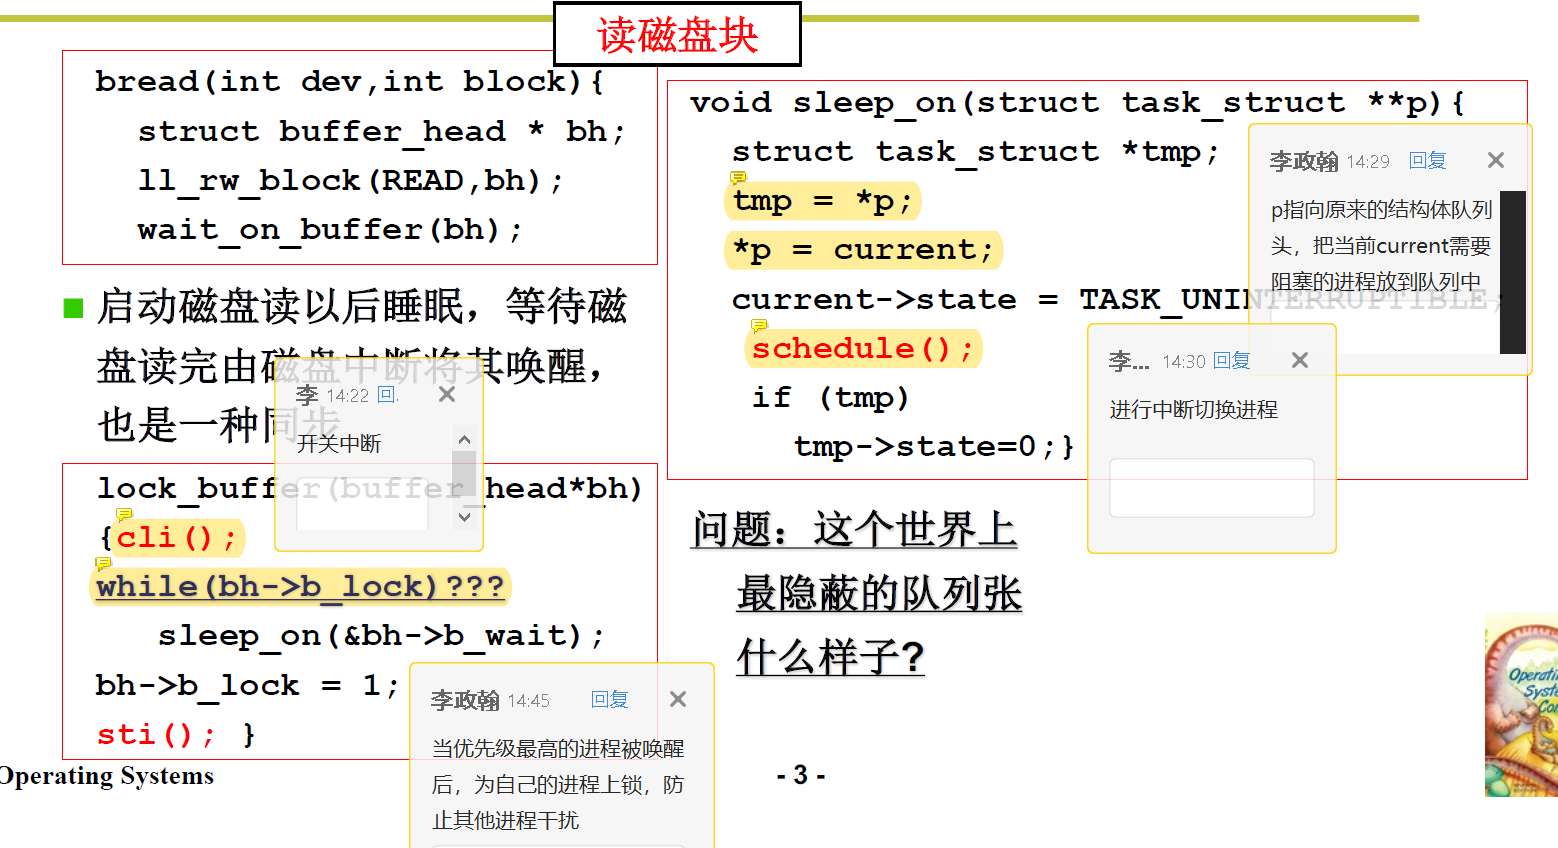 读磁盘块
bread(int dev,int block){
struct buffer_head * bh;
ll_rw_block(READ,bh);
wait_on_buffer(bh);
启动磁盘读以后睡眠，等待磁
盘读完由磁盘中断将其唤醒，
也是一种同步
李 14:22 回.
开关中断
lock_buffer(buffer_head*bh)
{cli();
while(bh->b_lock)???
sleep_on(&bh->b_wait);
bh->b_lock = 1;
sti(); }
李政翰 14:45 回复
当优先级最高的进程被唤醒
后，为自己的进程上锁，防
止其他进程干扰
void sleep_on(struct task_struct **p){
struct task_struct *tmp;
tmp = *p;
*p = current;
current->state = TASK_UNINTERRUPTIBLE;
schedule();
if (tmp)
tmp->state=0;}
李政翰 14:29 回复
p指向原来的结构体队列
头，把当前current需要
阻塞的进程放到队列中
李... 14:30 回复
进行中断切换进程
问题：这个世界上
最隐蔽的队列张
什么样子?
Operating Systems
- 3 -